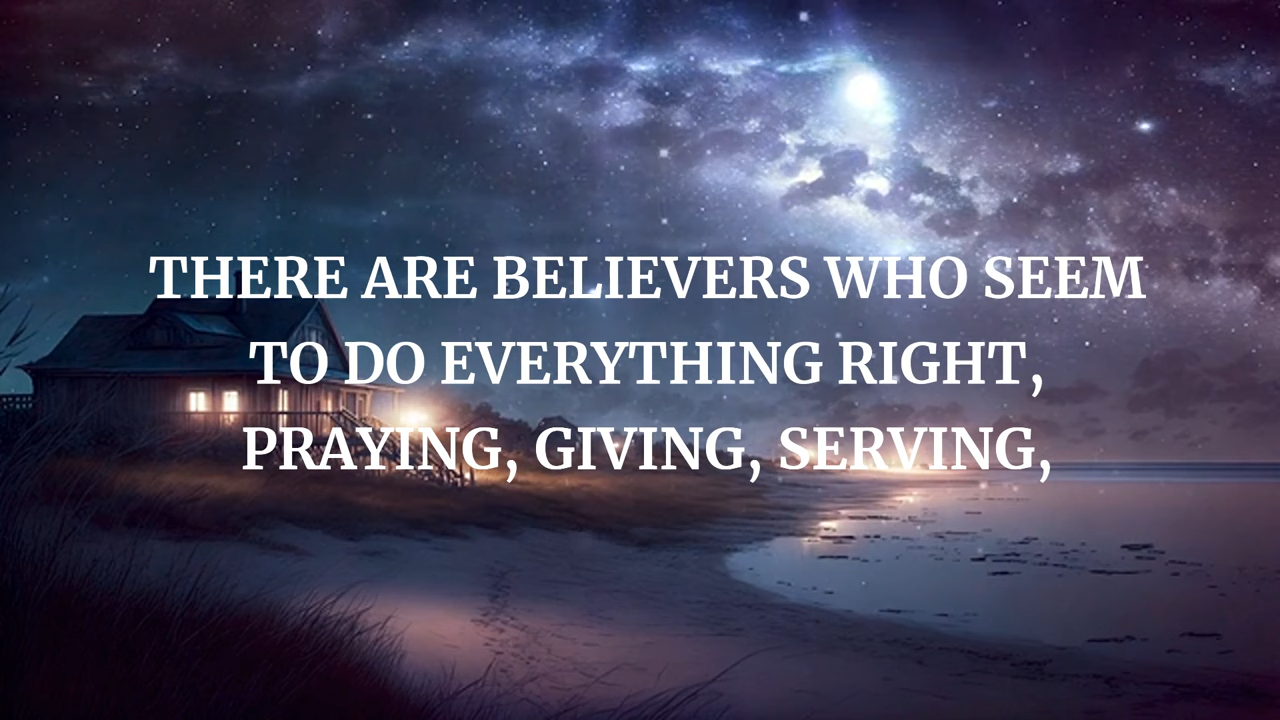 THERE ARE BELIEVERS WHO SEEM
TO DO EVERYTHING RIGHT,
PRAYING, GIVING, SERVING,